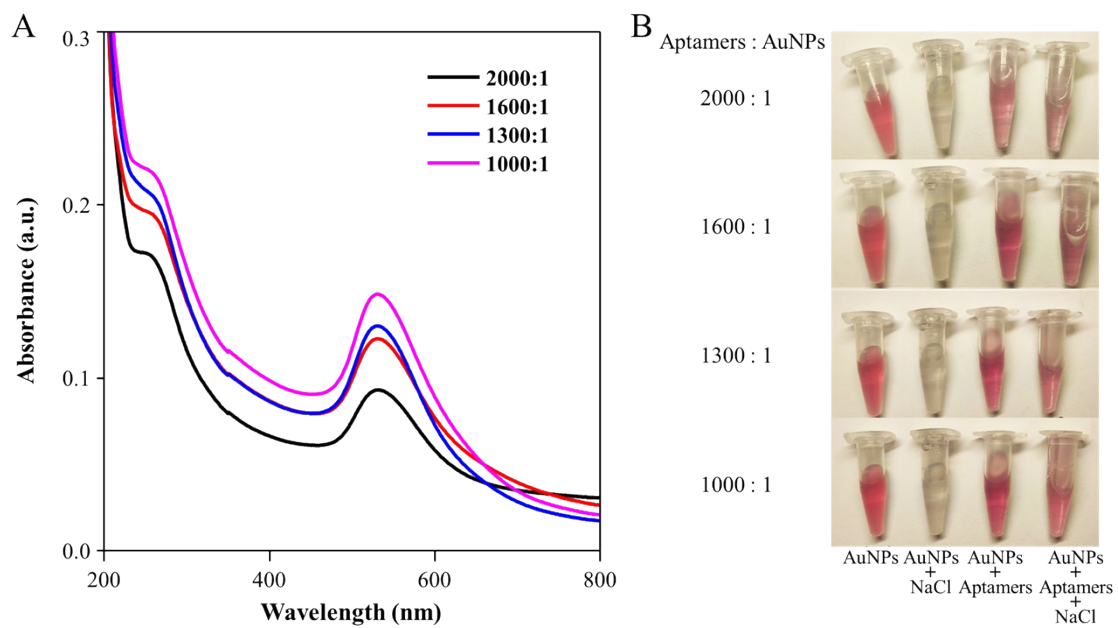 A
0.3
0.2
0.1
0.0
Absorbance (a.u.)
200
400
600
800
Wavelength (nm)
2000:1
1600:1
1300:1
1000:1
B
Aptamers : AuNPs
2000 : 1
1600 : 1
1300 : 1
1000 : 1
AuNPs
AuNPs
+
NaCl
AuNPs
+
Aptamers
AuNPs
+
Aptamers
+
NaCl